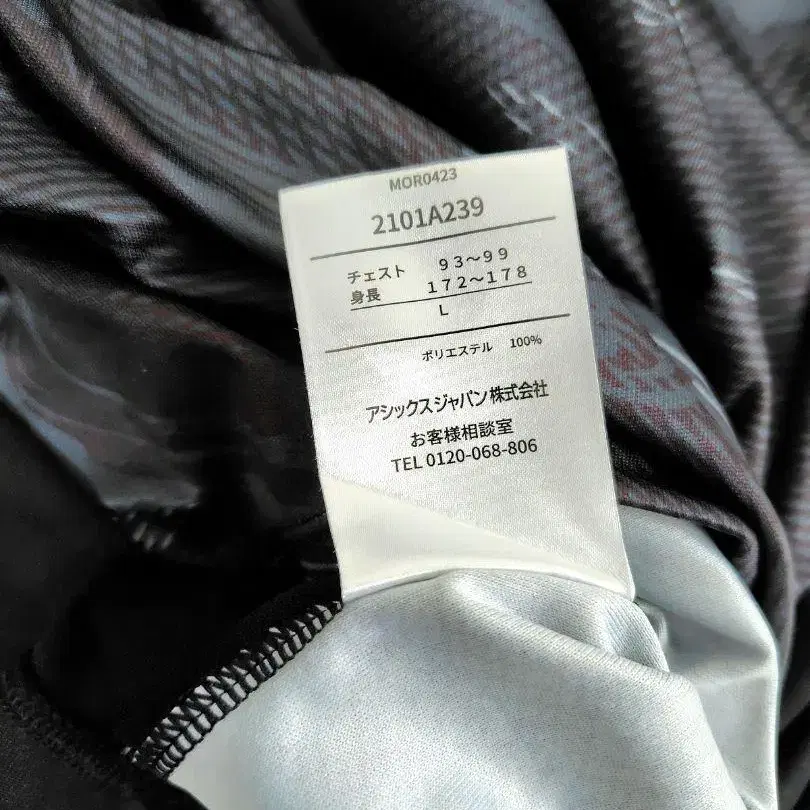 MOR0423
2101A239
チェスト 93～99
身長 172～178
L
ポリエステル 100%
アシックスジャパン株式会社
お客様相談室
TEL 0120-068-806